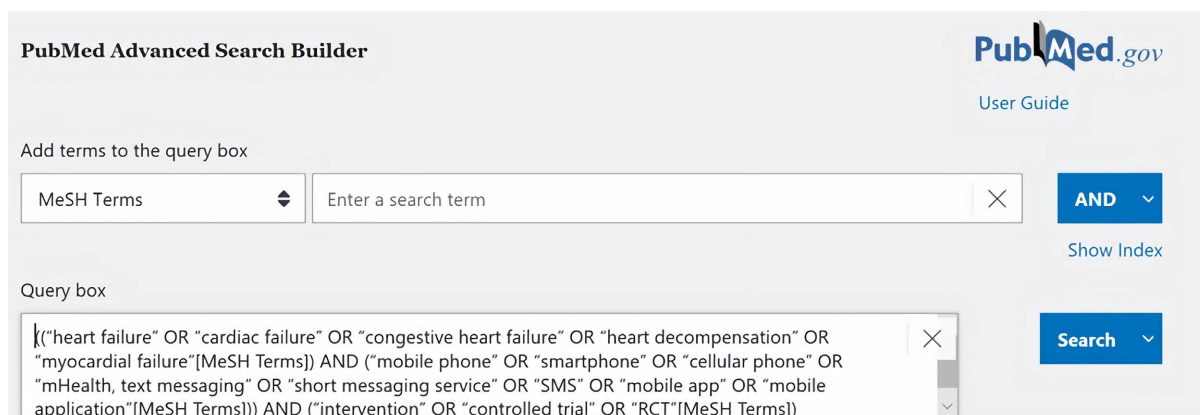 PubMed Advanced Search Builder
PubMed.gov
User Guide
Add terms to the query box
MeSH Terms
Enter a search term
AND
Show Index
Query box
((“heart failure” OR “cardiac failure” OR “congestive heart failure” OR “heart decompensation” OR
“myocardial failure”[MeSH Terms]) AND (“mobile phone” OR “smartphone” OR “cellular phone” OR
“mHealth, text messaging” OR “short messaging service” OR “SMS” OR “mobile app” OR “mobile
application”[MeSH Terms])) AND (“intervention” OR “controlled trial” OR “RCT”[MeSH Terms])
Search